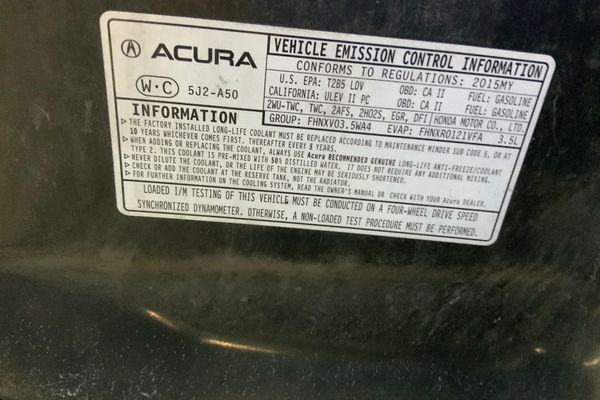 ACURA
W·C 5J2-A50
VEHICLE EMISSION CONTROL INFORMATION
CONFORMS TO REGULATIONS: 2015MY
U.S. EPA: T2B5 LDV OBD: CA II FUEL: GASOLINE
CALIFORNIA: ULEV II PC OBD: CA II FUEL: GASOLINE
2WU-TWC, TWC, 2AFS, 2HO2S, EGR, DFI HONDA MOTOR CO., LTD.
GROUP: FHNXV03.5WA4 EVAP: FHNXR0121VF4 3.5L
INFORMATION
▷ THE FACTORY INSTALLED LONG-LIFE COOLANT MUST BE REPLACED ACCORDING TO MAINTENANCE MINDER SUB CODE 5, OR AT
10 YEARS WHICHEVER COMES FIRST. THEREAFTER EVERY 5 YEARS.
▷ WHEN ADDING OR REPLACING THE COOLANT, ALWAYS USE Acura RECOMMENDED GENUINE LONG-LIFE ANTI-FREEZE/COOLANT
TYPE 2. THIS COOLANT IS PRE-MIXED WITH 50% DISTILLED WATER. IT DOES NOT REQUIRE ANY ADDITIONAL MIXING.
▷ NEVER DILUTE THE COOLANT, OR THE LIFE OF THE ENGINE MAY BE SERIOUSLY SHORTENED.
▷ CHECK OR ADD THE COOLANT AT THE RESERVE TANK, NOT THE RADIATOR.
▷ FOR FURTHER INFORMATION ON THE COOLING SYSTEM, READ THE OWNER'S MANUAL OR CHECK WITH YOUR Acura DEALER.
LOADED I/M TESTING OF THIS VEHICLE MUST BE CONDUCTED ON A FOUR-WHEEL DRIVE SPEED
SYNCHRONIZED DYNAMOMETER. OTHERWISE, A NON-LOADED TEST PROCEDURE MUST BE PERFORMED.